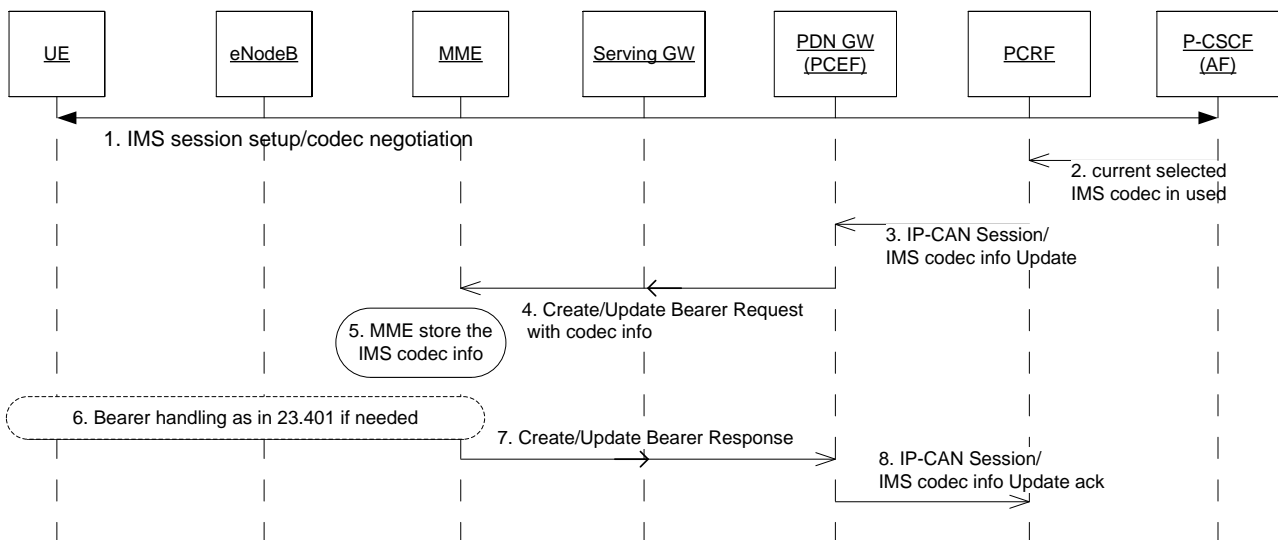 UE
eNodeB
MME
Serving GW
PDN GW
(PCEF)
PCRF
P-CSCF
(AF)
1. IMS session setup/codec negotiation
2. current selected
IMS codec in used
3. IP-CAN Session/
IMS codec info Update
4. Create/Update Bearer Request
with codec info
5. MME store the
IMS codec info
6. Bearer handling as in 23.401 if needed
7. Create/Update Bearer Response
8. IP-CAN Session/
IMS codec info Update ack